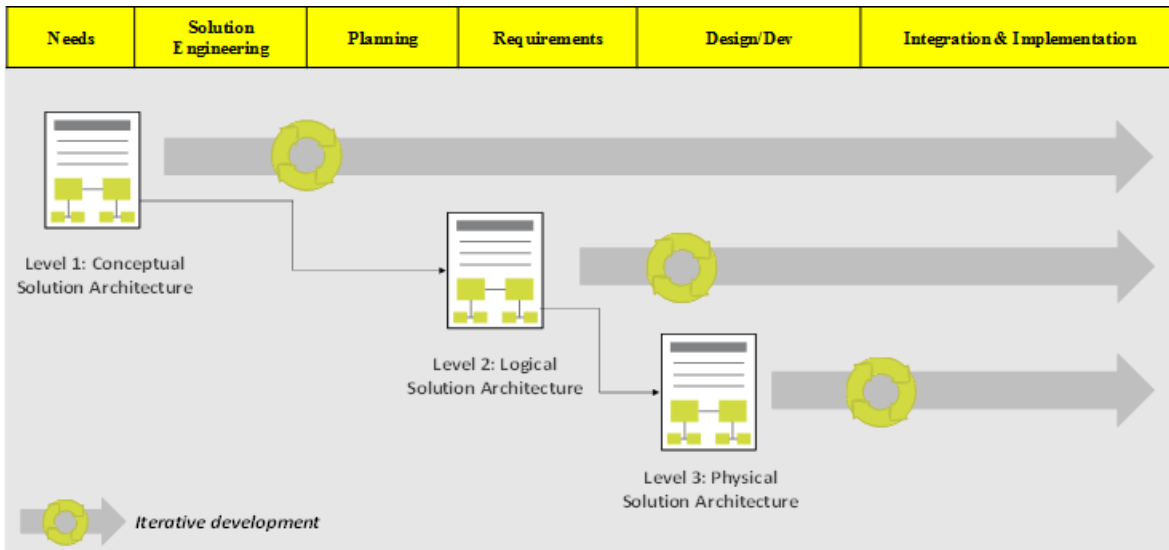 Needs
Solution
Engineering
Planning
Requirements
Design/Dev
Integration & Implementation
Level 1: Conceptual
Solution Architecture
Level 2: Logical
Solution Architecture
Level 3: Physical
Solution Architecture
Iterative development